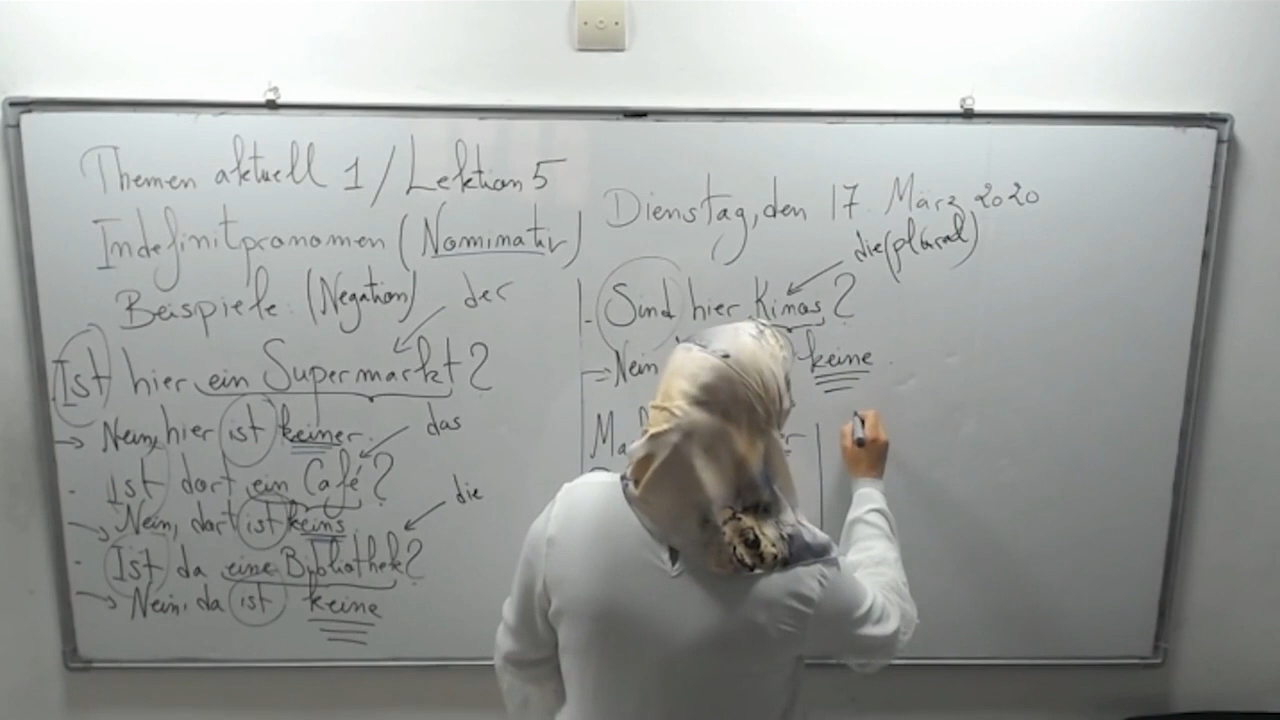 Themen aktuell 1 / Lektion 5
Indefinitpronomen (Nominativ)
Beispiele: (Negation)
der
Ist hier ein Supermarkt?
→ Nein, hier ist keiner.
das
- Ist dort ein Café?
→ Nein, dort ist keins
die
- Ist da eine Bibliothek?
→ Nein, da ist keine
Dienstag, den 17. März 2020
die (plural)
- Sind hier Kinos?
→ Nein keine.